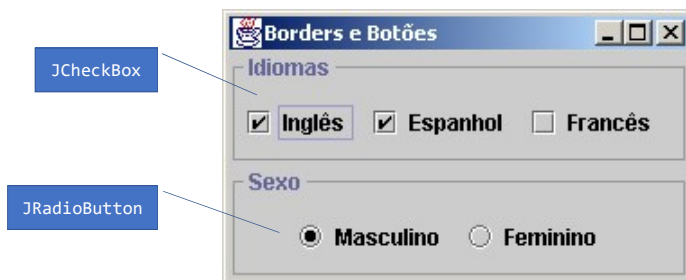 Borders e Botões
JCheckBox
Idiomas
Inglês Espanhol Francês
JRadioButton
Sexo
Masculino Feminino